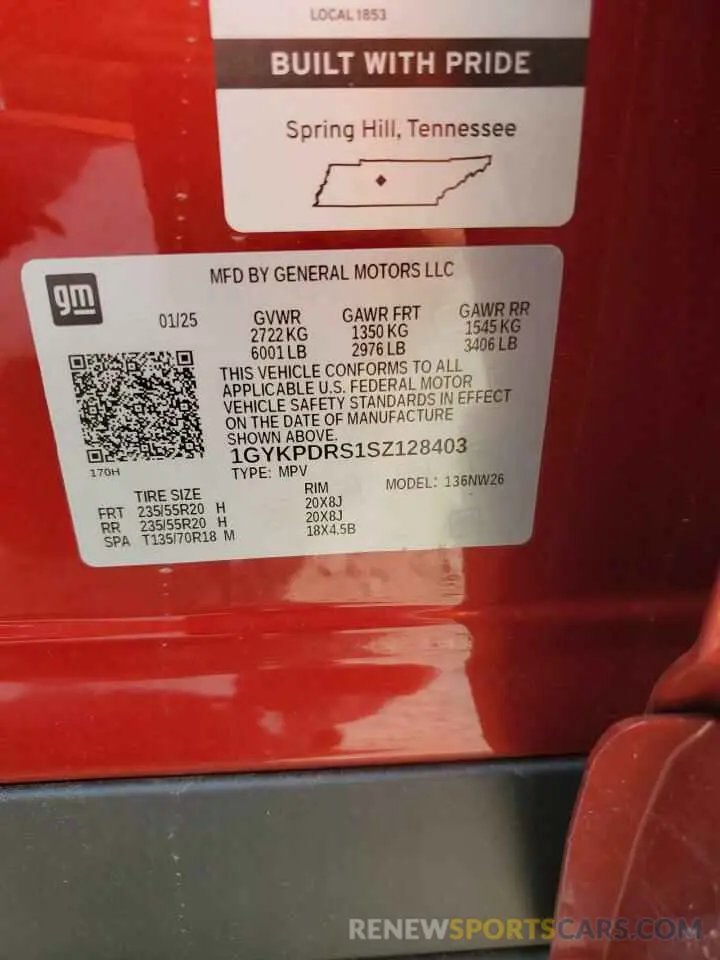 LOCAL 1853
BUILT WITH PRIDE
Spring Hill, Tennessee
gm
MFD BY GENERAL MOTORS LLC
01/25
GVWR GAWR FRT GAWR RR
2722 KG 1350 KG 1545 KG
6001 LB 2976 LB 3406 LB
THIS VEHICLE CONFORMS TO ALL
APPLICABLE U.S. FEDERAL MOTOR
VEHICLE SAFETY STANDARDS IN EFFECT
ON THE DATE OF MANUFACTURE
SHOWN ABOVE.
1GYKPDRS1SZ128403
170H
TYPE: MPV MODEL: 136NW26
TIRE SIZE RIM
FRT 235/55R20 H 20X8J
RR 235/55R20 H 20X8J
SPA T135/70R18 M 18X4.5B
RENEWSPORTSCARS.COM